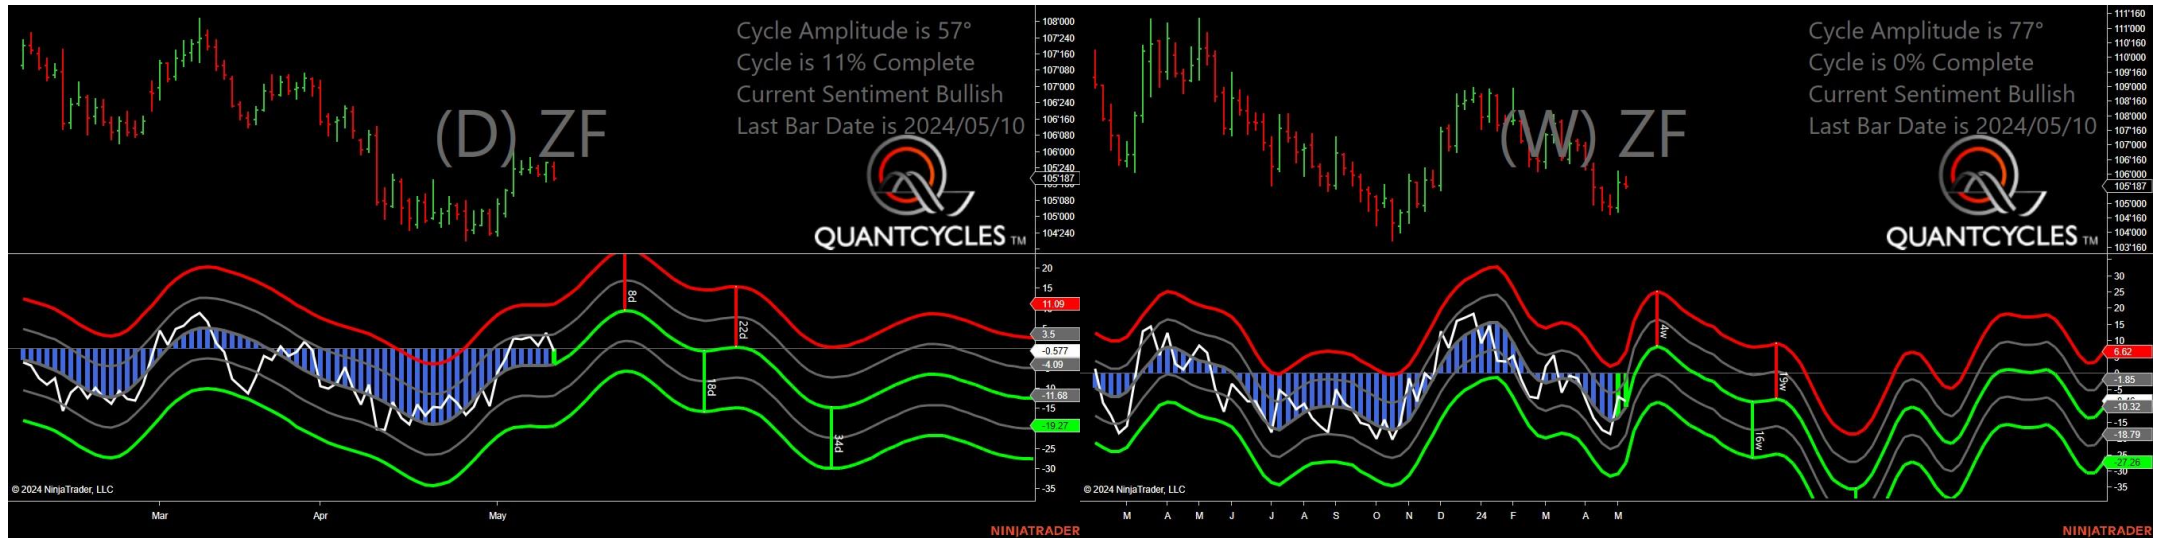 Cycle Amplitude is 57°
Cycle is 11% Complete
Current Sentiment Bullish
Last Bar Date is 2024/05/10
(D) ZF
QUANTCYCLES TM
108'000
107'240
107'160
107'080
107'000
106'240
106'160
106'080
106'000
105'240
105'187
105'080
105'000
104'240
20
15
11.09
3.5
-0.577
-4.09
-11.68
-15
-19.27
-25
-30
-35
8d
22d
18d
34d
© 2024 NinjaTrader, LLC
Mar Apr May
NINJATRADER
Cycle Amplitude is 77°
Cycle is 0% Complete
Current Sentiment Bullish
Last Bar Date is 2024/05/10
(W) ZF
QUANTCYCLES TM
111'160
111'000
110'160
110'000
109'160
109'000
108'160
108'000
107'160
107'000
106'160
106'000
105'187
105'000
104'160
104'000
103'160
30
25
20
15
10
6.62
0
-1.85
-5
-10.32
-15
-18.79
-27.26
-30
-35
4w
19w
16w
© 2024 NinjaTrader, LLC
M A M J J A S O N D 24 F M A M
NINJATRADER